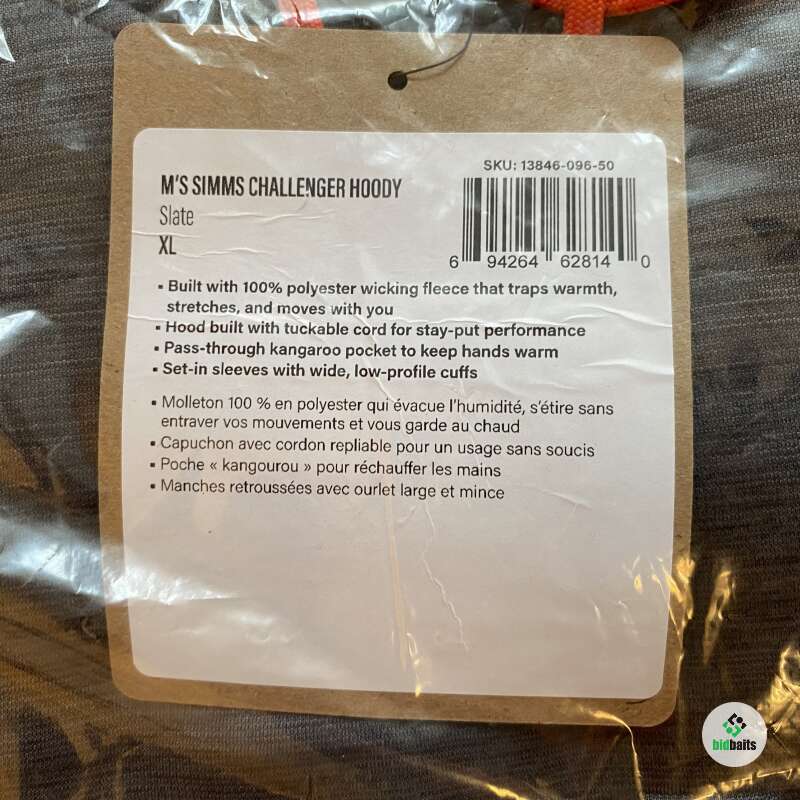 M'S SIMMS CHALLENGER HOODY
Slate
XL
SKU: 13846-096-50
6 94264 62814 0
▪ Built with 100% polyester wicking fleece that traps warmth,
stretches, and moves with you
▪ Hood built with tuckable cord for stay-put performance
▪ Pass-through kangaroo pocket to keep hands warm
▪ Set-in sleeves with wide, low-profile cuffs
▪ Molleton 100 % en polyester qui évacue l'humidité, s'étire sans
entraver vos mouvements et vous garde au chaud
▪ Capuchon avec cordon repliable pour un usage sans soucis
▪ Poche « kangourou » pour réchauffer les mains
▪ Manches retroussées avec ourlet large et mince
bidbaits